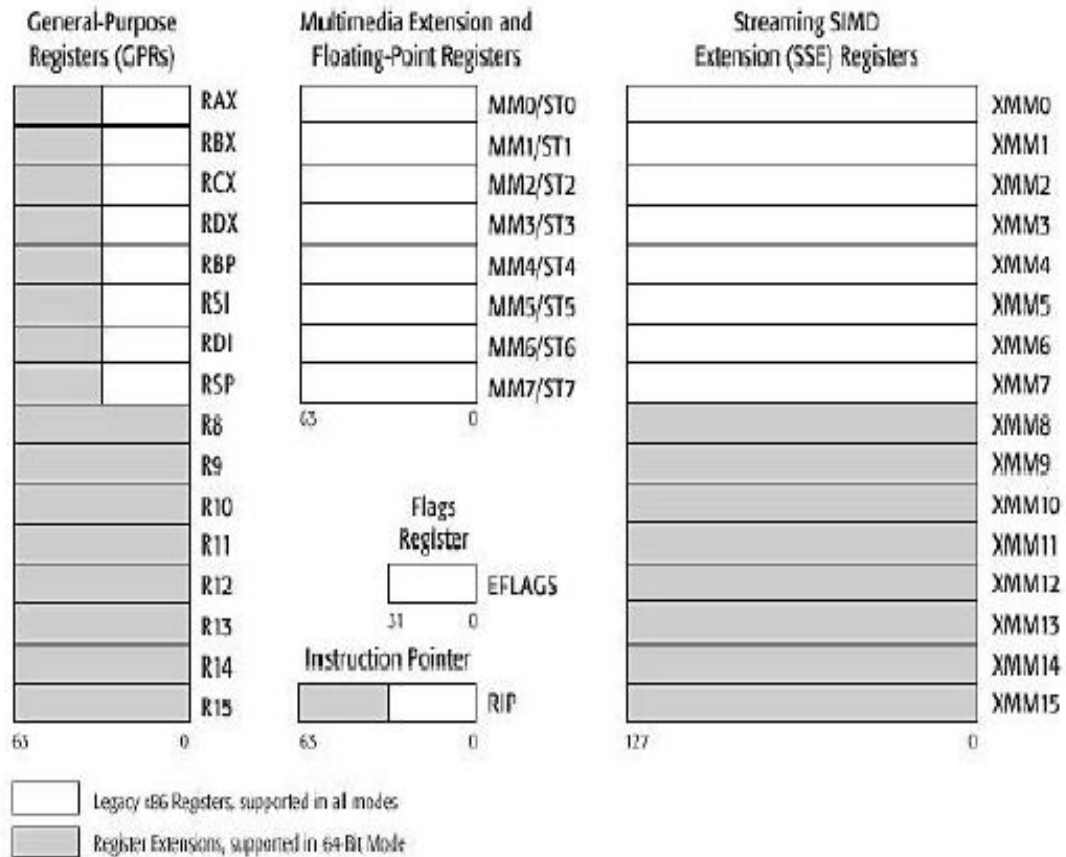 General-Purpose
Registers (GPRs)
RAX
RBX
RCX
RDX
RBP
RSI
RDI
RSP
R8
R9
R10
R11
R12
R13
R14
R15
63 0
Multimedia Extension and
Floating-Point Registers
MM0/ST0
MM1/ST1
MM2/ST2
MM3/ST3
MM4/ST4
MM5/ST5
MM6/ST6
MM7/ST7
63 0
Flags
Register
EFLAGS
31 0
Instruction Pointer
RIP
63 0
Streaming SIMD
Extension (SSE) Registers
XMM0
XMM1
XMM2
XMM3
XMM4
XMM5
XMM6
XMM7
XMM8
XMM9
XMM10
XMM11
XMM12
XMM13
XMM14
XMM15
127 0
Legacy x86 Registers, supported in all modes
Register Extensions, supported in 64-Bit Mode